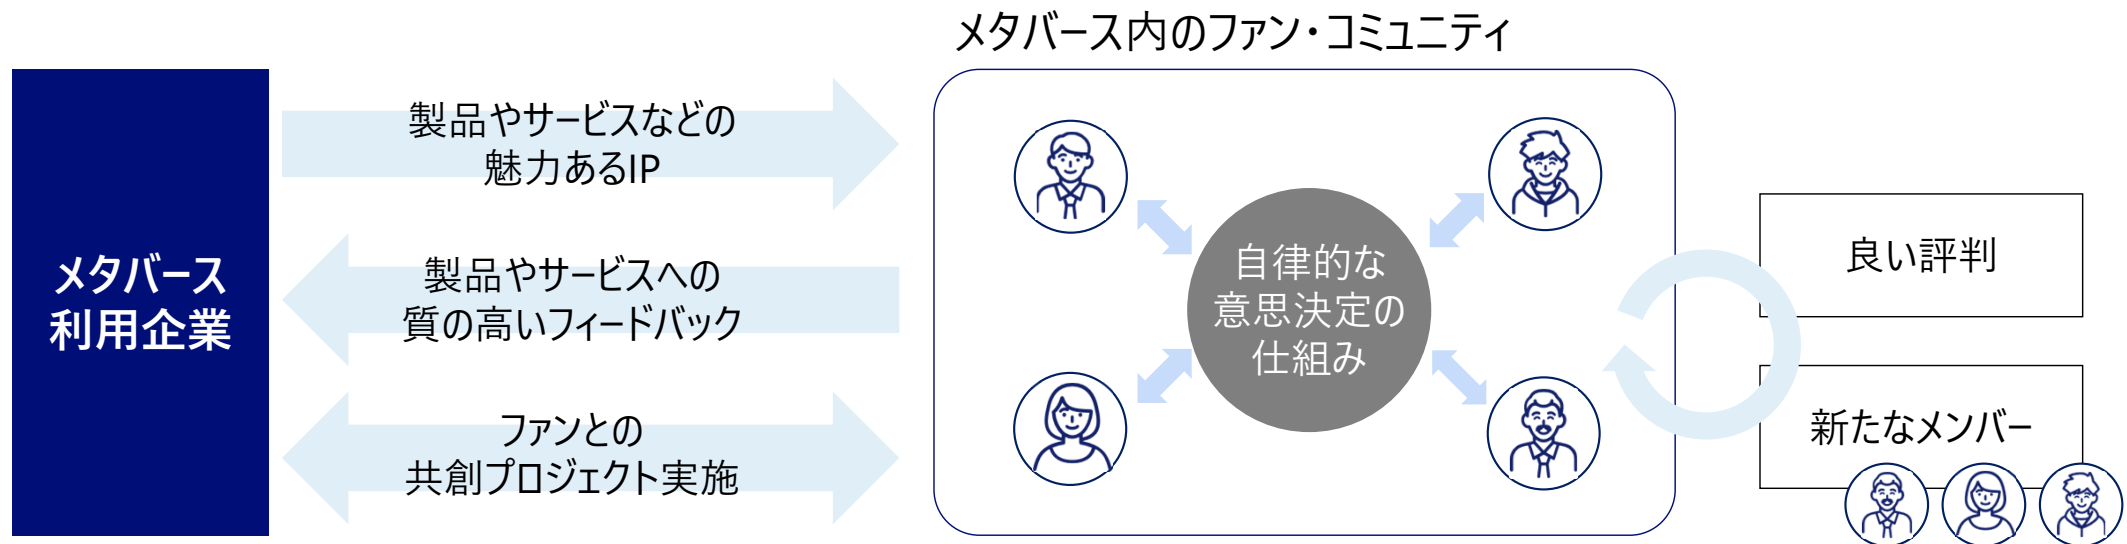 メタバース内のファン・コミュニティ
メタバース
利用企業
製品やサービスなどの
魅力あるIP
製品やサービスへの
質の高いフィードバック
ファンとの
共創プロジェクト実施
自律的な
意思決定の
仕組み
良い評判
新たなメンバー